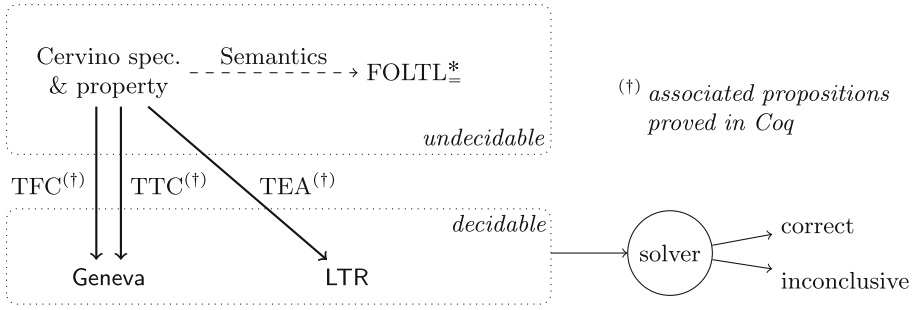 Cervino spec.
& property
Semantics
FOLTL*=
(†) associated propositions
proved in Coq
undecidable
TFC(†)
TTC(†)
TEA(†)
decidable
Geneva
LTR
solver
correct
inconclusive